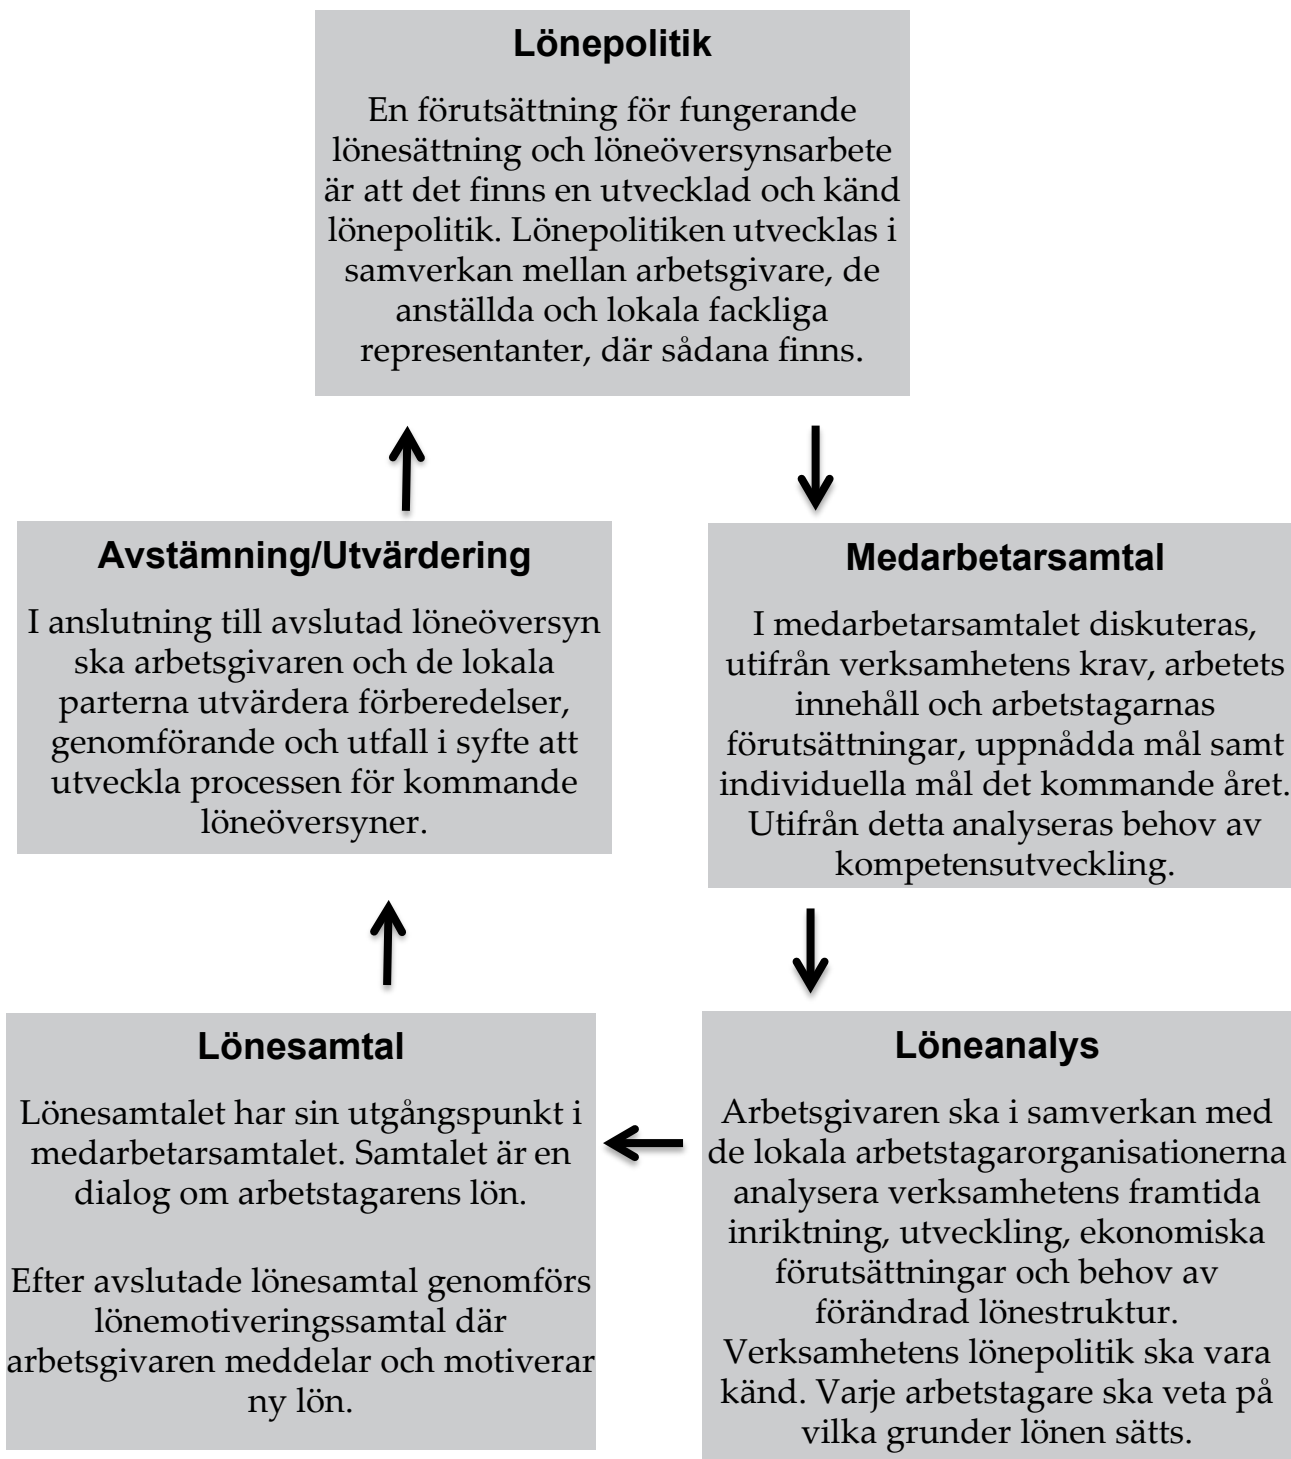 Lönepolitik
En förutsättning för fungerande
lönesättning och löneöversynsarbete
är att det finns en utvecklad och känd
lönepolitik. Lönepolitiken utvecklas i
samverkan mellan arbetsgivare, de
anställda och lokala fackliga
representanter, där sådana finns.
Medarbetarsamtal
I medarbetarsamtalet diskuteras,
utifrån verksamhetens krav, arbetets
innehåll och arbetstagarnas
förutsättningar, uppnådda mål samt
individuella mål det kommande året.
Utifrån detta analyseras behov av
kompetensutveckling.
Löneanalys
Arbetsgivaren ska i samverkan med
de lokala arbetstagarorganisationerna
analysera verksamhetens framtida
inriktning, utveckling, ekonomiska
förutsättningar och behov av
förändrad lönestruktur.
Verksamhetens lönepolitik ska vara
känd. Varje arbetstagare ska veta på
vilka grunder lönen sätts.
Lönesamtal
Lönesamtalet har sin utgångspunkt i
medarbetarsamtalet. Samtalet är en
dialog om arbetstagarens lön.
Efter avslutade lönesamtal genomförs
lönemotiveringssamtal där
arbetsgivaren meddelar och motiverar
ny lön.
Avstämning/Utvärdering
I anslutning till avslutad löneöversyn
ska arbetsgivaren och de lokala
parterna utvärdera förberedelser,
genomförande och utfall i syfte att
utveckla processen för kommande
löneöversyner.